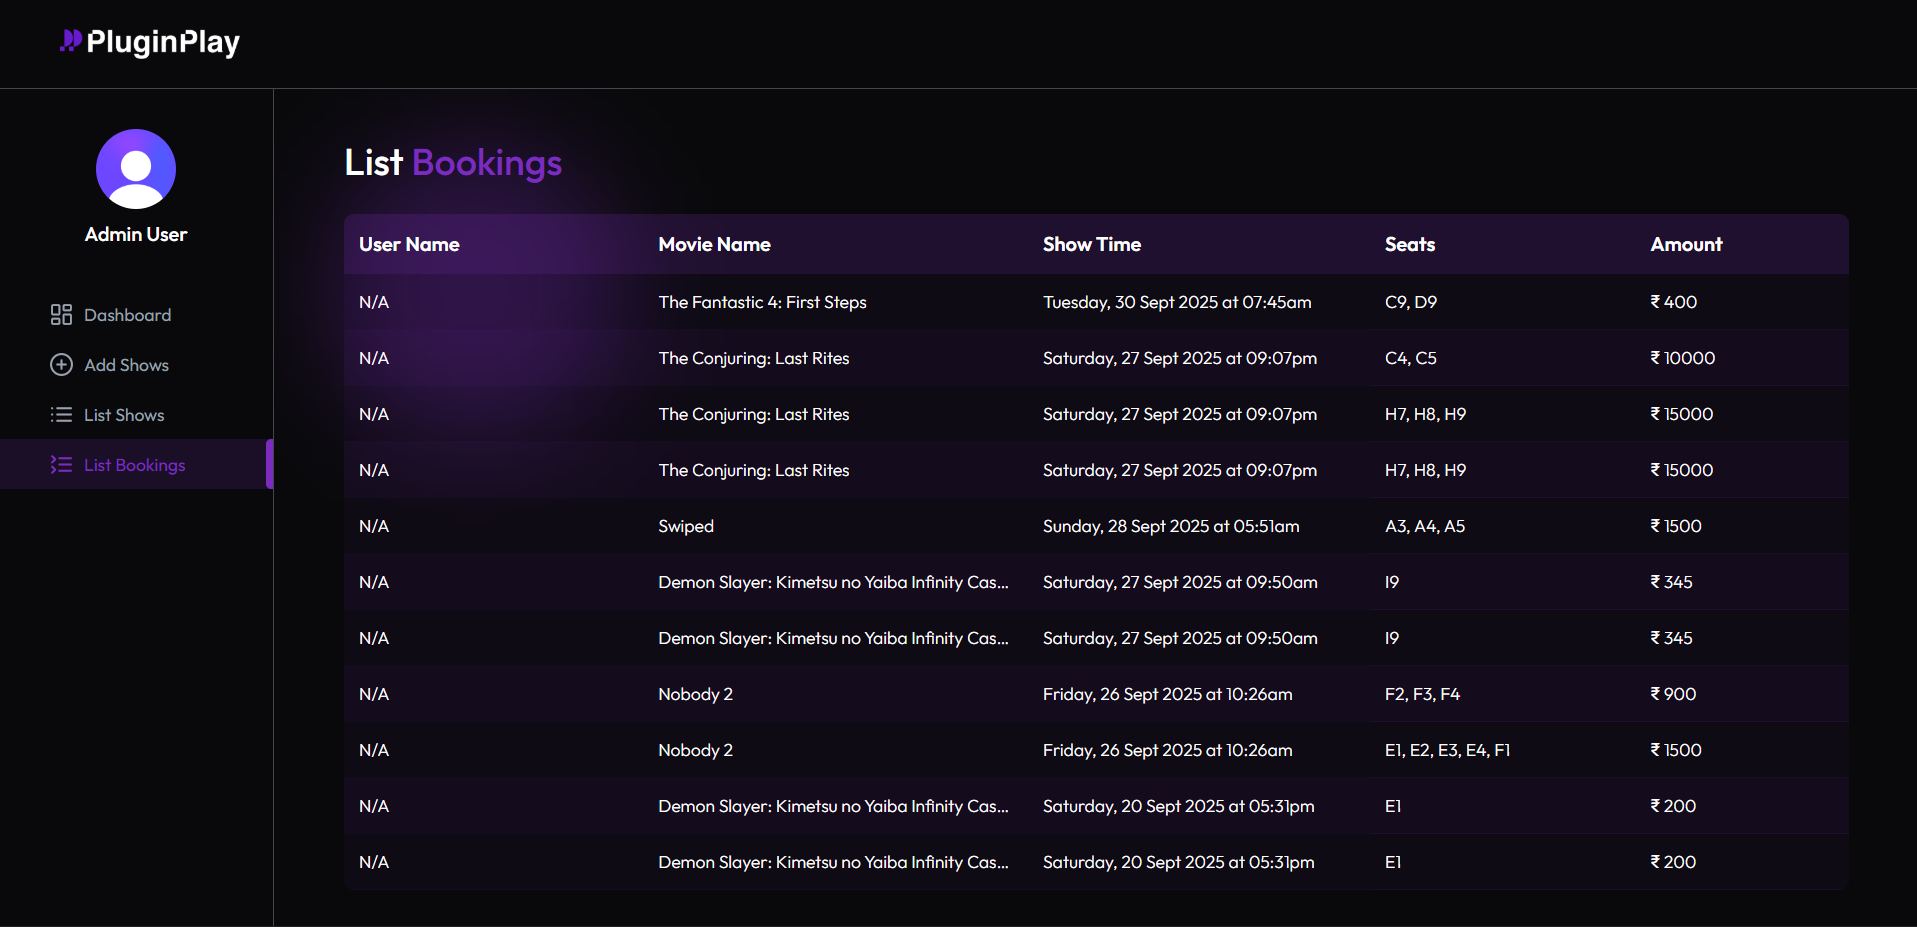 PluginPlay
Admin User
Dashboard
Add Shows
List Shows
List Bookings
List Bookings
User Name Movie Name Show Time Seats Amount
N/A The Fantastic 4: First Steps Tuesday, 30 Sept 2025 at 07:45am C9, D9 ₹ 400
N/A The Conjuring: Last Rites Saturday, 27 Sept 2025 at 09:07pm C4, C5 ₹ 10000
N/A The Conjuring: Last Rites Saturday, 27 Sept 2025 at 09:07pm H7, H8, H9 ₹ 15000
N/A The Conjuring: Last Rites Saturday, 27 Sept 2025 at 09:07pm H7, H8, H9 ₹ 15000
N/A Swiped Sunday, 28 Sept 2025 at 05:51am A3, A4, A5 ₹ 1500
N/A Demon Slayer: Kimetsu no Yaiba Infinity Cas... Saturday, 27 Sept 2025 at 09:50am I9 ₹ 345
N/A Demon Slayer: Kimetsu no Yaiba Infinity Cas... Saturday, 27 Sept 2025 at 09:50am I9 ₹ 345
N/A Nobody 2 Friday, 26 Sept 2025 at 10:26am F2, F3, F4 ₹ 900
N/A Nobody 2 Friday, 26 Sept 2025 at 10:26am E1, E2, E3, E4, F1 ₹ 1500
N/A Demon Slayer: Kimetsu no Yaiba Infinity Cas... Saturday, 20 Sept 2025 at 05:31pm E1 ₹ 200
N/A Demon Slayer: Kimetsu no Yaiba Infinity Cas... Saturday, 20 Sept 2025 at 05:31pm E1 ₹ 200